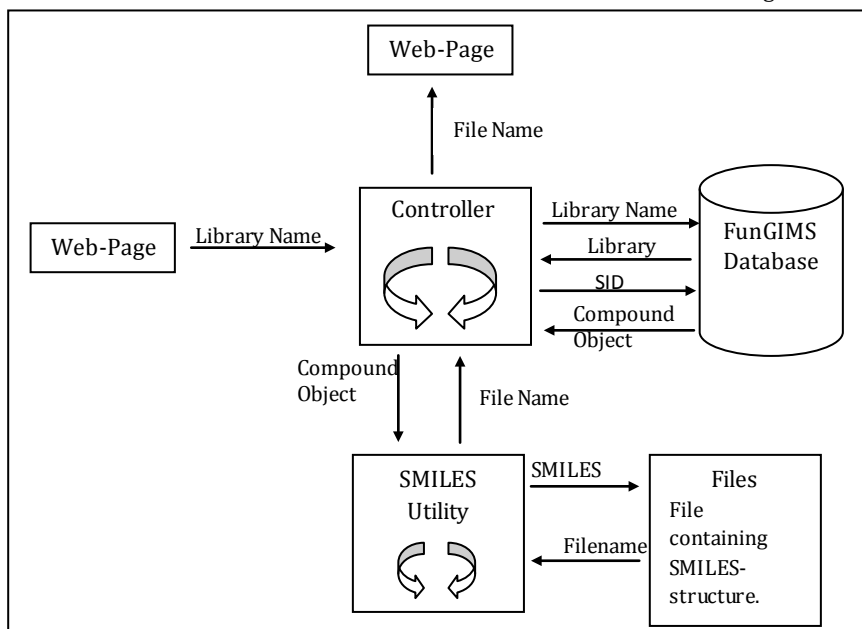 Web-Page
File Name
Controller
Web-Page
Library Name
Library Name
Library
SID
Compound
Object
FunGIMS
Database
Compound
Object
File Name
SMILES
Utility
SMILES
Filename
Files
File
containing
SMILES-
structure.